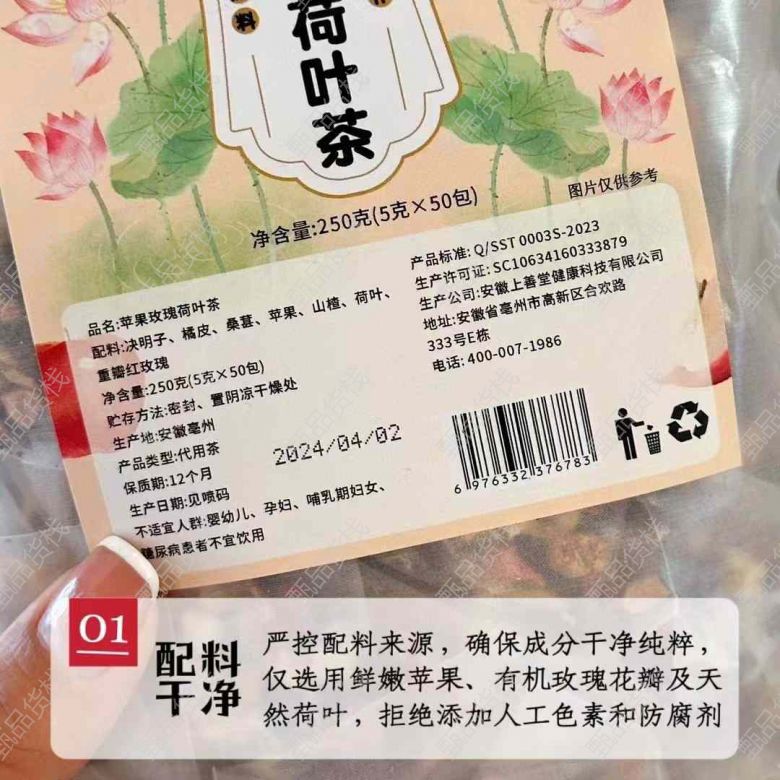 料
荷叶茶
图片仅供参考
净含量:250克(5克×50包)
品名:苹果玫瑰荷叶茶
配料:决明子、橘皮、桑葚、苹果、山楂、荷叶、
重瓣红玫瑰
净含量:250克(5克×50包)
贮存方法:密封、置阴凉干燥处
生产地:安徽亳州
产品类型:代用茶
保质期:12个月
生产日期:见喷码
不适宜人群:婴幼儿、孕妇、哺乳期妇女、
糖尿病患者不宜饮用
2024/04/02
产品标准: Q/SST 0003S-2023
生产许可证: SC10634160333879
生产公司:安徽上善堂健康科技有限公司
地址:安徽省亳州市高新区合欢路
333号E栋
电话: 400-007-1986
6 976332 376783
01
配料
干净
严控配料来源，确保成分干净纯粹，
仅选用鲜嫩苹果、有机玫瑰花瓣及天
然荷叶，拒绝添加人工色素和防腐剂
甄品货栈